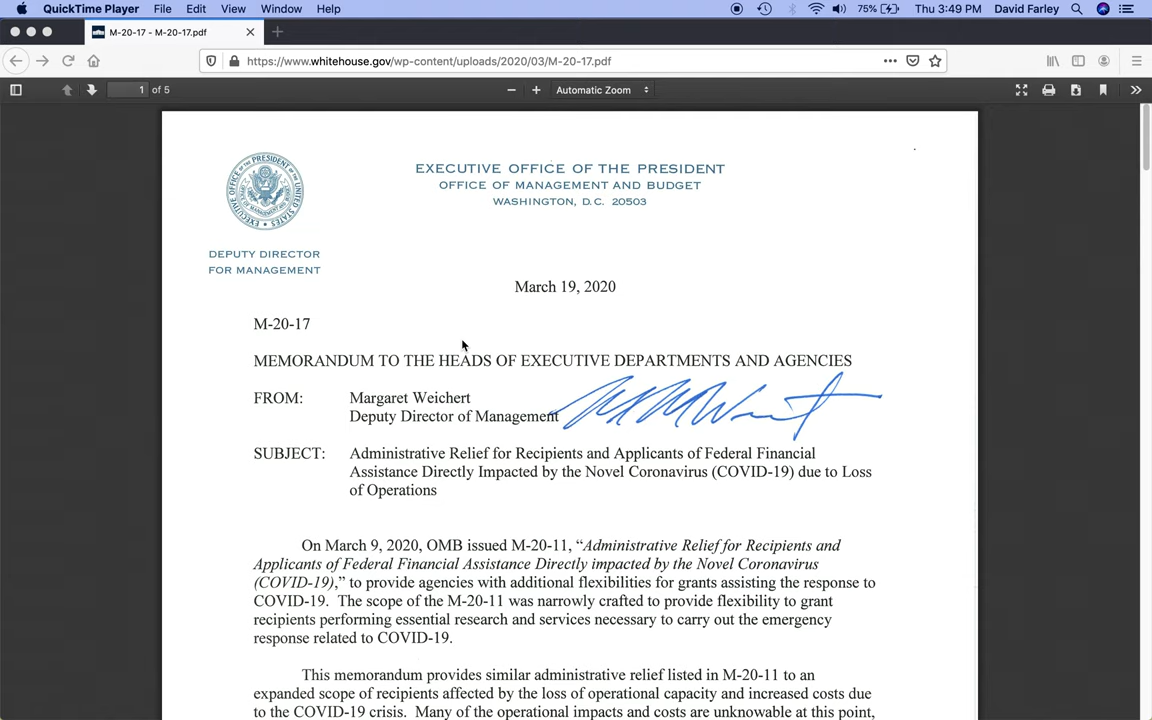 QuickTime Player File Edit View Window Help 75% Thu 3:49 PM David Farley
M-20-17 - M-20-17.pdf
https://www.whitehouse.gov/wp-content/uploads/2020/03/M-20-17.pdf
1 of 5 Automatic Zoom
EXECUTIVE OFFICE OF THE PRESIDENT
OFFICE OF MANAGEMENT AND BUDGET
WASHINGTON, D.C. 20503
DEPUTY DIRECTOR
FOR MANAGEMENT
March 19, 2020
M-20-17
MEMORANDUM TO THE HEADS OF EXECUTIVE DEPARTMENTS AND AGENCIES
FROM: Margaret Weichert
Deputy Director of Management
SUBJECT: Administrative Relief for Recipients and Applicants of Federal Financial
Assistance Directly Impacted by the Novel Coronavirus (COVID-19) due to Loss
of Operations
On March 9, 2020, OMB issued M-20-11, “Administrative Relief for Recipients and
Applicants of Federal Financial Assistance Directly impacted by the Novel Coronavirus
(COVID-19),” to provide agencies with additional flexibilities for grants assisting the response to
COVID-19. The scope of the M-20-11 was narrowly crafted to provide flexibility to grant
recipients performing essential research and services necessary to carry out the emergency
response related to COVID-19.
This memorandum provides similar administrative relief listed in M-20-11 to an
expanded scope of recipients affected by the loss of operational capacity and increased costs due
to the COVID-19 crisis. Many of the operational impacts and costs are unknowable at this point,